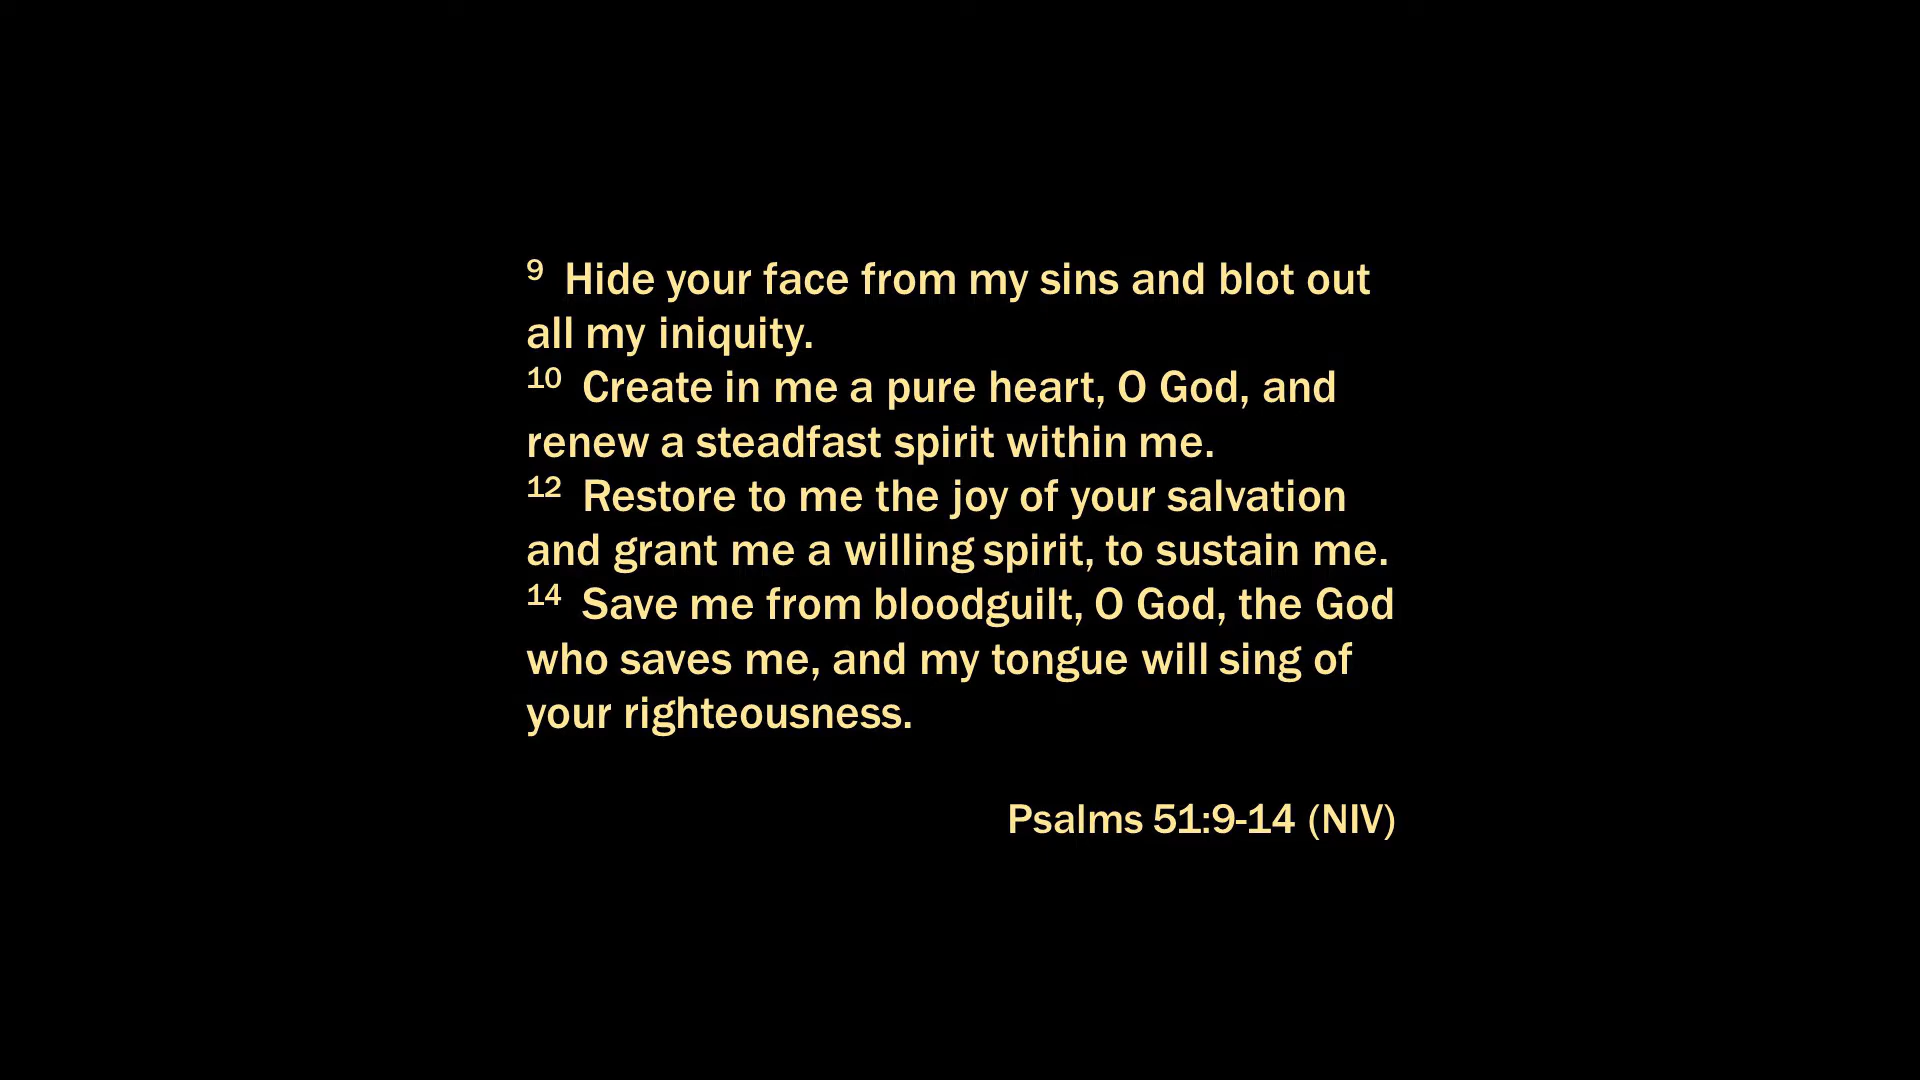 9 Hide your face from my sins and blot out
all my iniquity.
10 Create in me a pure heart, O God, and
renew a steadfast spirit within me.
12 Restore to me the joy of your salvation
and grant me a willing spirit, to sustain me.
14 Save me from bloodguilt, O God, the God
who saves me, and my tongue will sing of
your righteousness.
Psalms 51:9-14 (NIV)